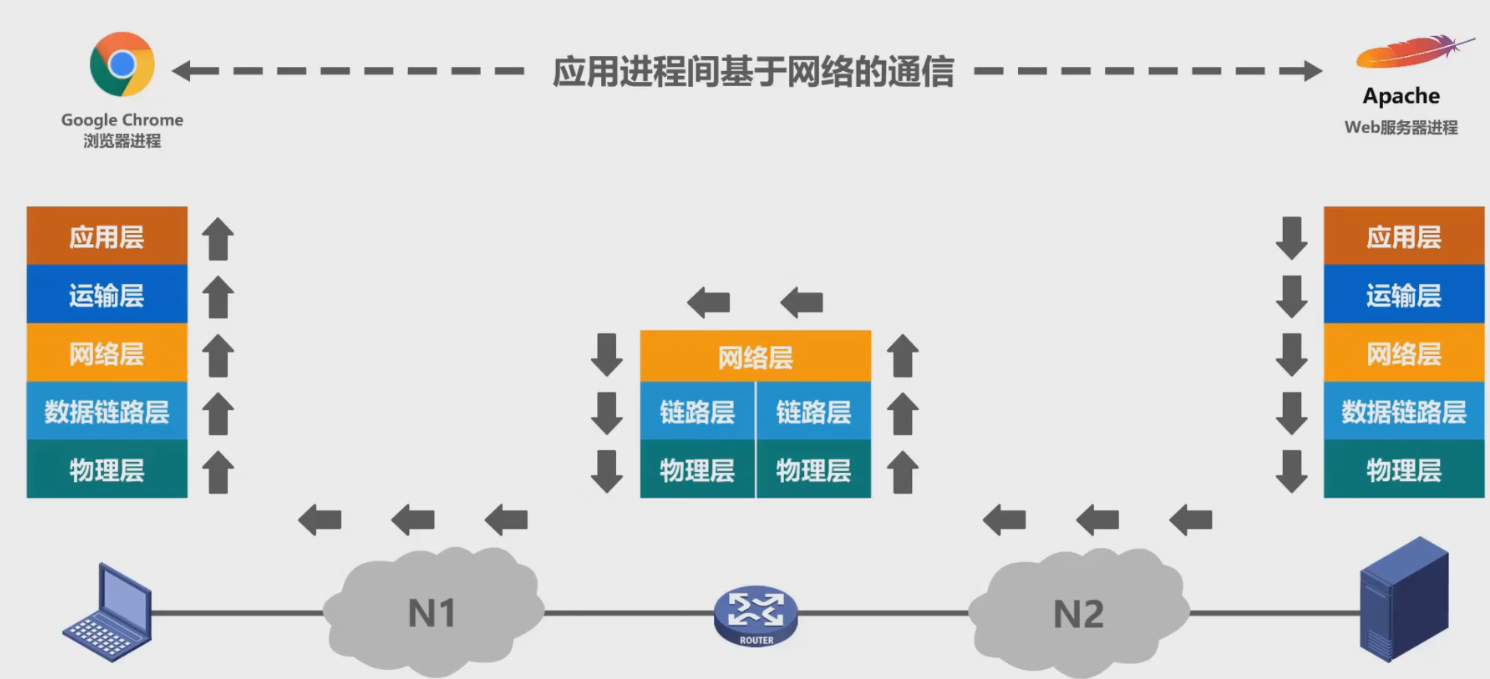 应用进程间基于网络的通信
Google Chrome
浏览器进程
Apache
Web服务器进程
应用层
运输层
网络层
数据链路层
物理层
网络层
链路层 链路层
物理层 物理层
应用层
运输层
网络层
数据链路层
物理层
N1
ROUTER
N2